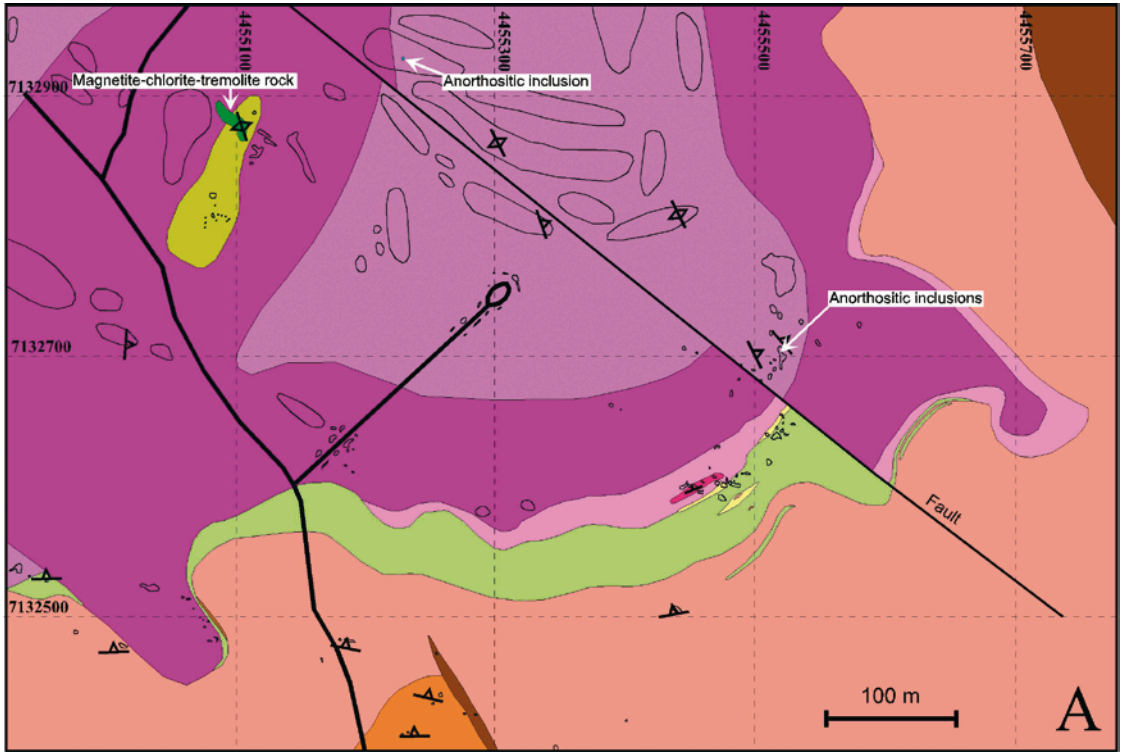 4455100
4455300
4455500
4455700
7132900
Magnetite-chlorite-tremolite rock
Anorthositic inclusion
Anorthositic inclusions
7132700
Fault
7132500
100 m
A